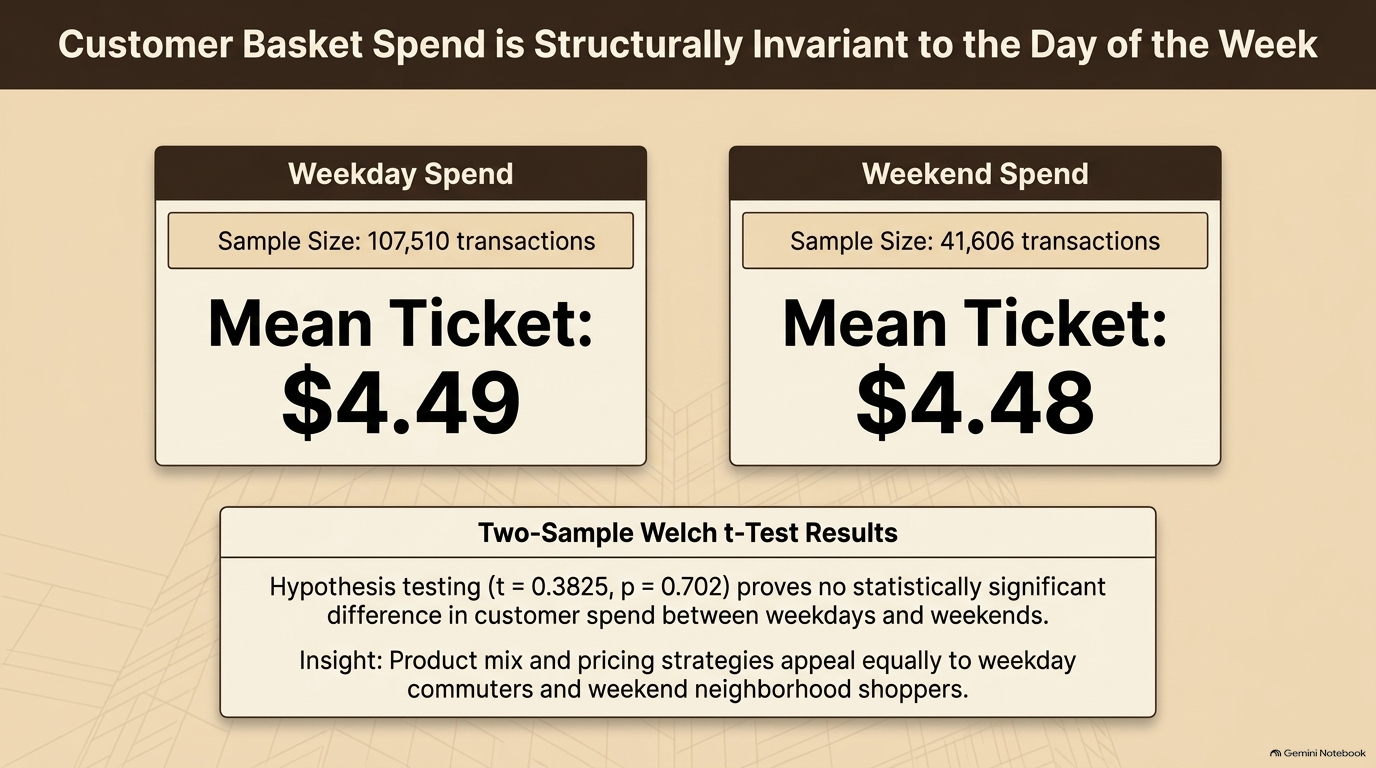 Customer Basket Spend is Structurally Invariant to the Day of the Week
Weekday Spend
Sample Size: 107,510 transactions
Mean Ticket:
$4.49
Weekend Spend
Sample Size: 41,606 transactions
Mean Ticket:
$4.48
Two-Sample Welch t-Test Results
Hypothesis testing (t = 0.3825, p = 0.702) proves no statistically significant
difference in customer spend between weekdays and weekends.
Insight: Product mix and pricing strategies appeal equally to weekday
commuters and weekend neighborhood shoppers.
Gemini Notebook